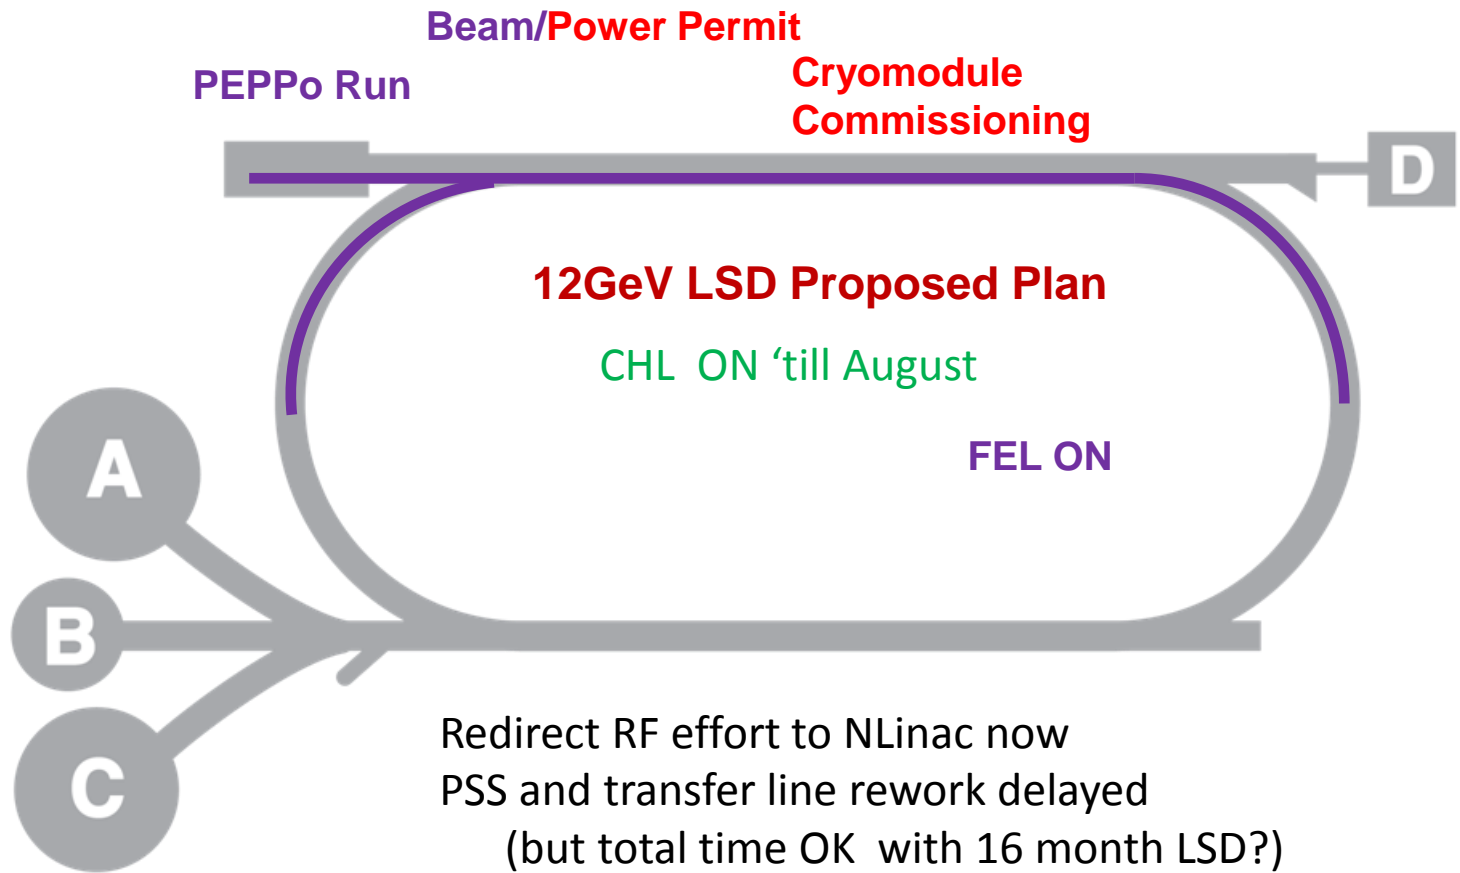 Beam/Power Permit
PEPPo Run
Cryomodule
Commissioning
D
12GeV LSD Proposed Plan
CHL  ON ‘till August
FEL ON
A
B
C
Redirect RF effort to NLinac now
PSS and transfer line rework delayed
(but total time OK  with 16 month LSD?)